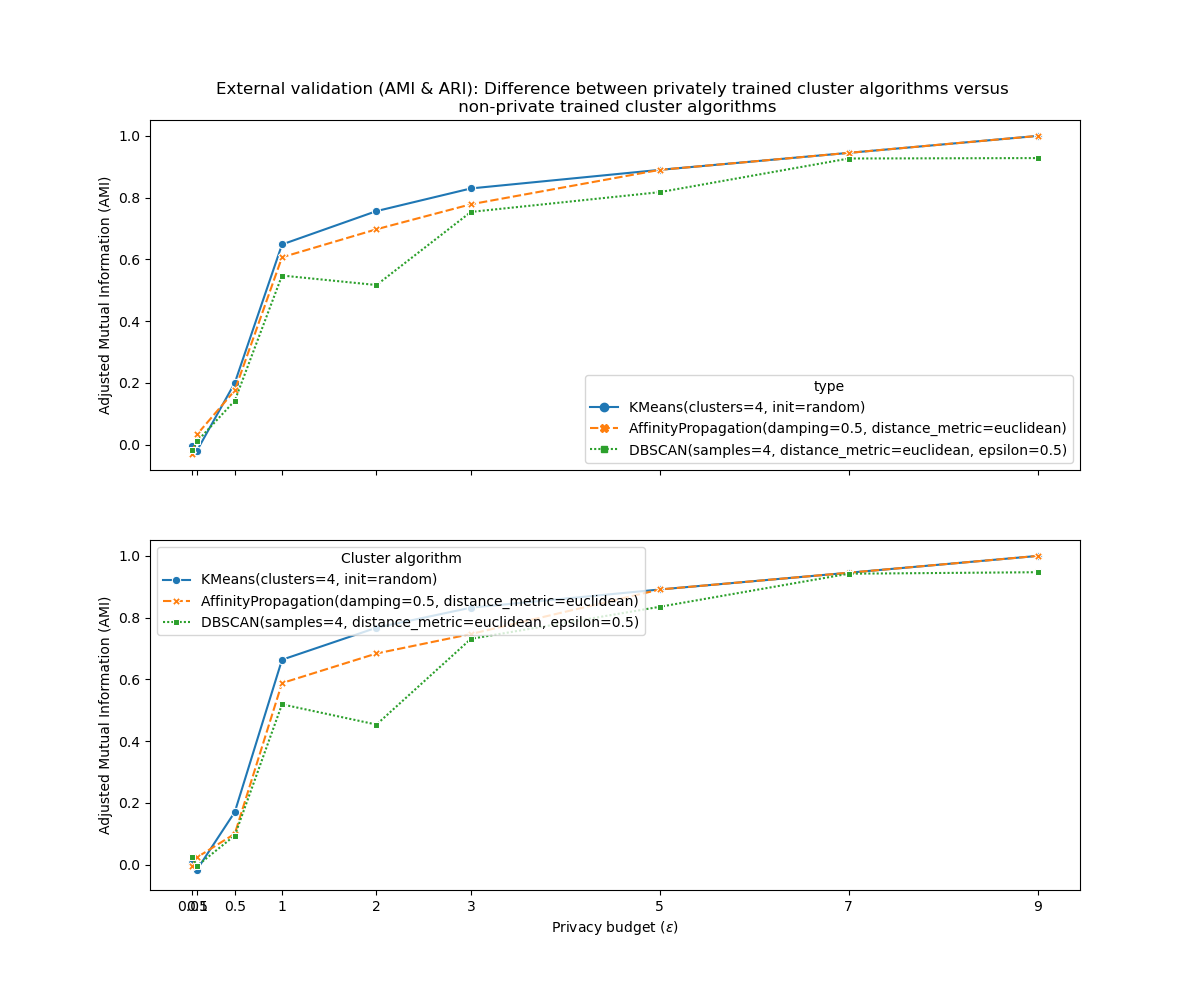 External validation (AMI & ARI): Difference between privately trained cluster algorithms versus
non-private trained cluster algorithms
Adjusted Mutual Information (AMI)
1.0
0.8
0.6
0.4
0.2
0.0
type
KMeans(clusters=4, init=random)
AffinityPropagation(damping=0.5, distance_metric=euclidean)
DBSCAN(samples=4, distance_metric=euclidean, epsilon=0.5)
Adjusted Mutual Information (AMI)
1.0
0.8
0.6
0.4
0.2
0.0
Cluster algorithm
KMeans(clusters=4, init=random)
AffinityPropagation(damping=0.5, distance_metric=euclidean)
DBSCAN(samples=4, distance_metric=euclidean, epsilon=0.5)
0.5 1 2 3 5 7 9
Privacy budget (ε)